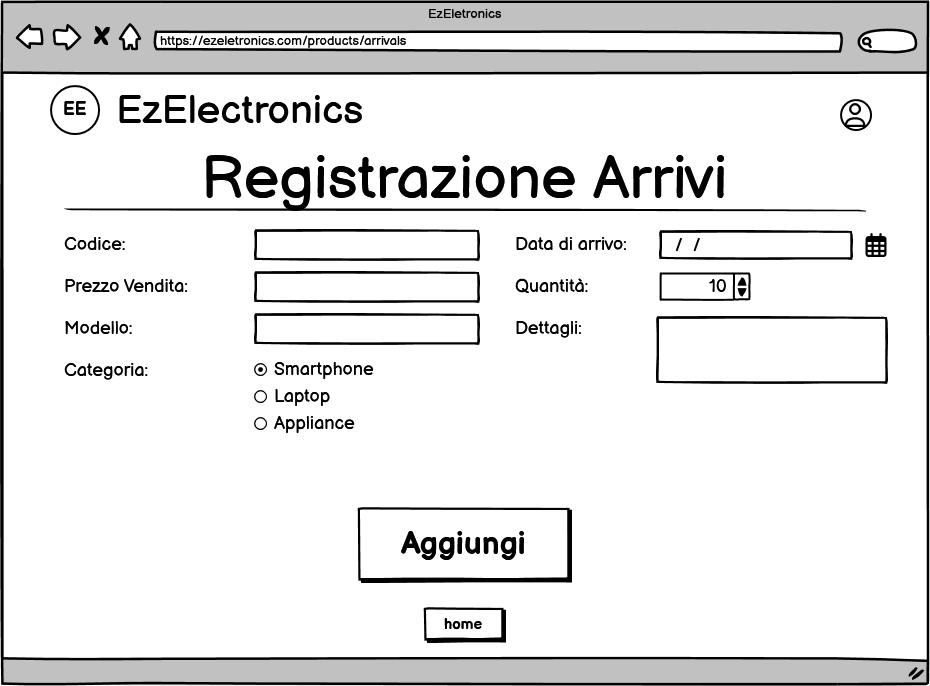 EzEletronics
https://ezeletronics.com/products/arrivals
EE
EzElectronics
Registrazione Arrivi
Codice:
Prezzo Vendita:
Modello:
Categoria:
Smartphone
Laptop
Appliance
Data di arrivo:
/ /
Quantità:
10
Dettagli:
Aggiungi
home